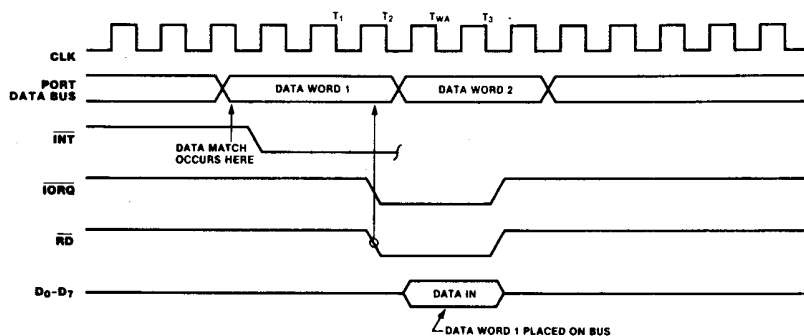 T1 T2 TWA T3
CLK
PORT
DATA BUS
DATA WORD 1
DATA WORD 2
INT
DATA MATCH
OCCURS HERE
IORQ
RD
D0-D7
DATA IN
DATA WORD 1 PLACED ON BUS